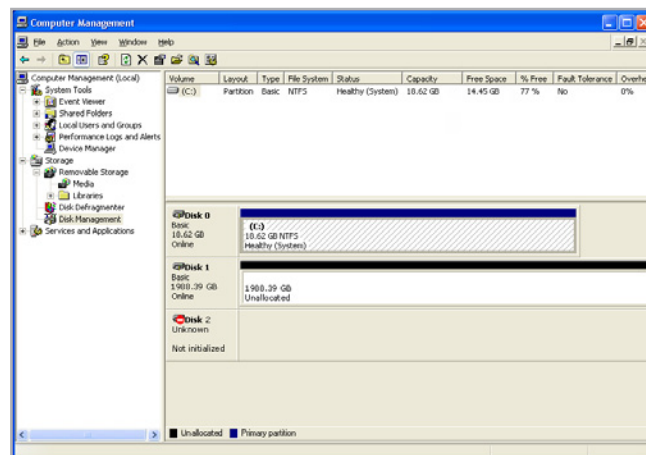 Computer Management
File Action View Window Help
Computer Management (Local)
System Tools
Event Viewer
Shared Folders
Local Users and Groups
Performance Logs and Alerts
Device Manager
Storage
Removable Storage
Media
Libraries
Disk Defragmenter
Disk Management
Services and Applications
Volume Layout Type File System Status Capacity Free Space % Free Fault Tolerance Overhe
(C:) Partition Basic NTFS Healthy (System) 18.62 GB 14.45 GB 77 % No 0%
Disk 0
Basic
18.62 GB
Online
(C:)
18.62 GB NTFS
Healthy (System)
Disk 1
Basic
1900.39 GB
Online
1900.39 GB
Unallocated
Disk 2
Unknown
Not initialized
Unallocated Primary partition